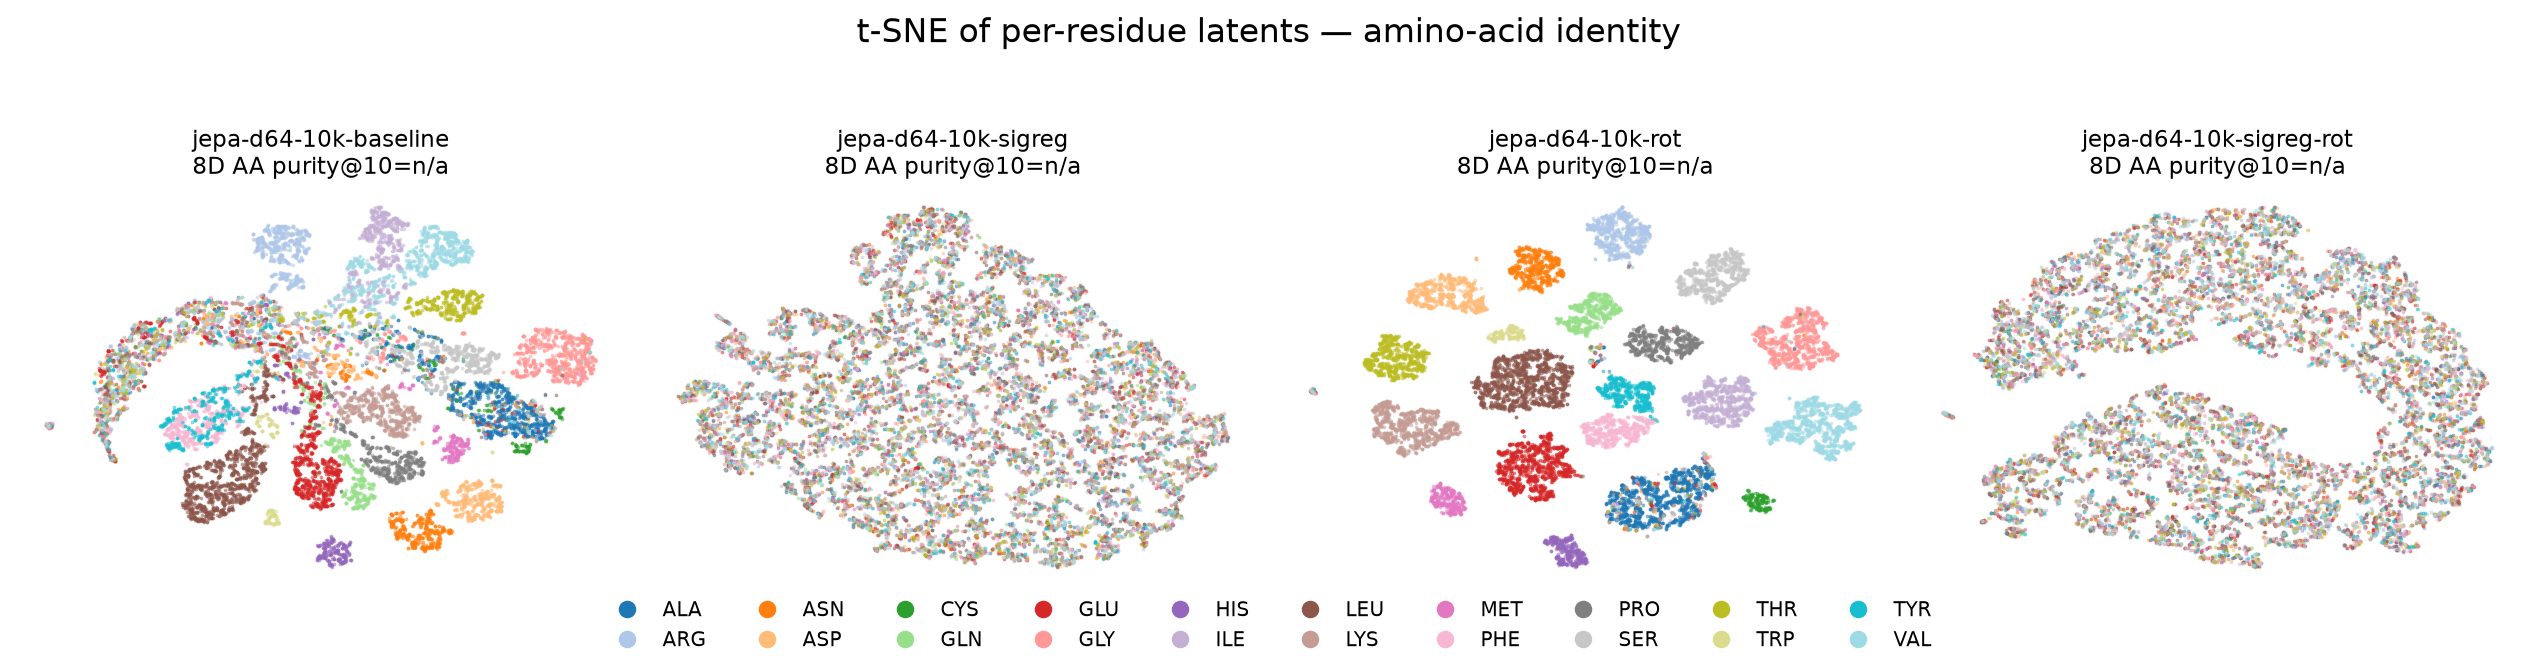 t-SNE of per-residue latents — amino-acid identity
jepa-d64-10k-baseline
8D AA purity@10=n/a
jepa-d64-10k-sigreg
8D AA purity@10=n/a
jepa-d64-10k-rot
8D AA purity@10=n/a
jepa-d64-10k-sigreg-rot
8D AA purity@10=n/a
ALA ASN CYS GLU HIS LEU MET PRO THR TYR
ARG ASP GLN GLY ILE LYS PHE SER TRP VAL